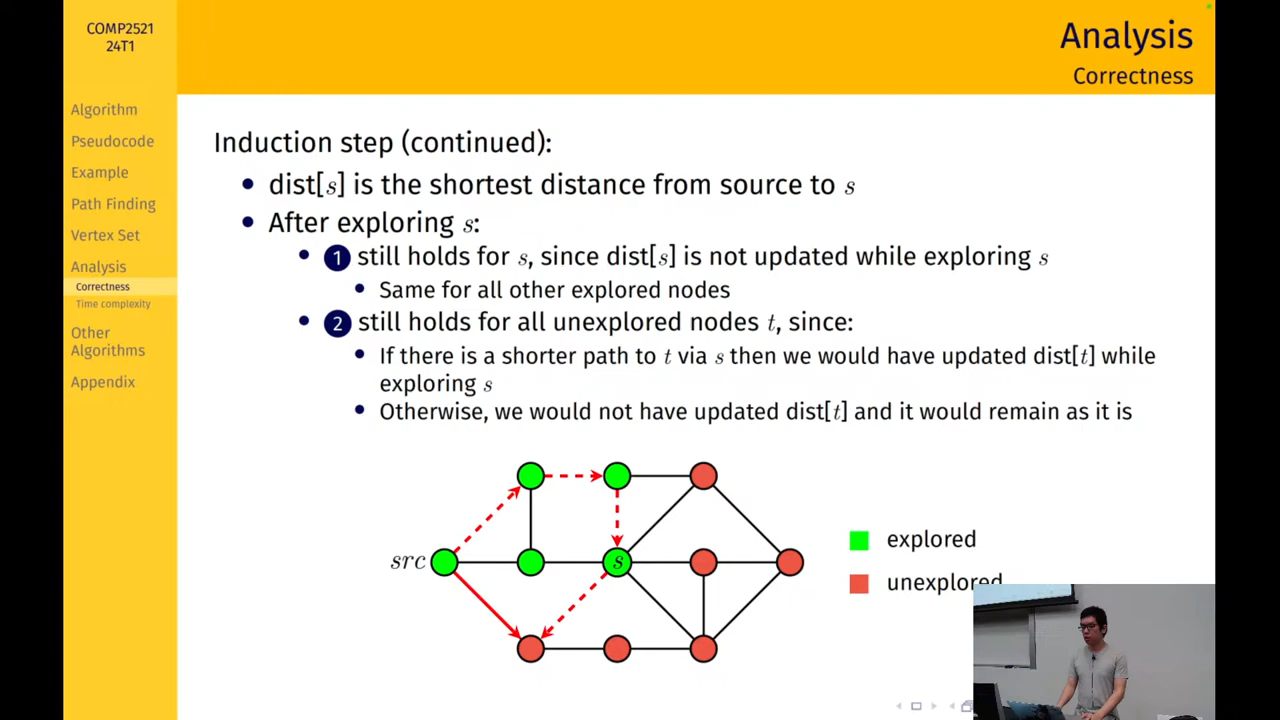 COMP2521
24T1
Analysis
Correctness
Algorithm
Pseudocode
Example
Path Finding
Vertex Set
Analysis
Correctness
Time complexity
Other
Algorithms
Appendix
Induction step (continued):
• dist[s] is the shortest distance from source to s
• After exploring s:
• 1 still holds for s, since dist[s] is not updated while exploring s
• Same for all other explored nodes
• 2 still holds for all unexplored nodes t, since:
• If there is a shorter path to t via s then we would have updated dist[t] while
exploring s
• Otherwise, we would not have updated dist[t] and it would remain as it is
src
s
explored
unexplored